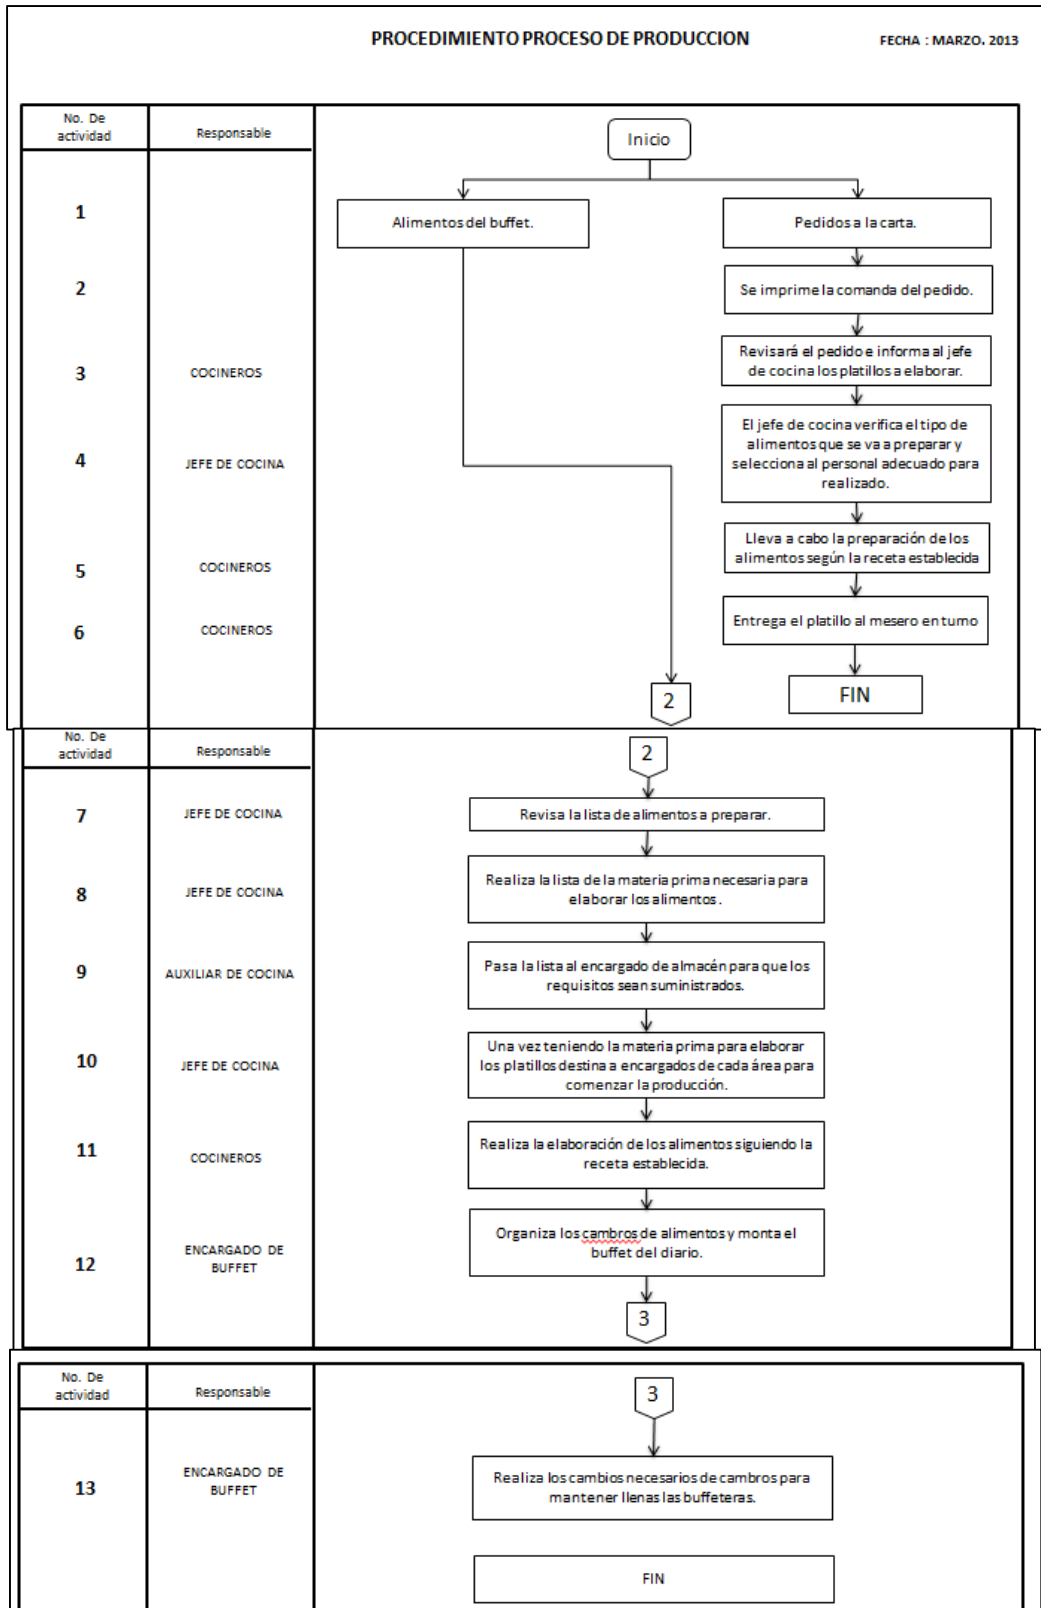 PROCEDIMIENTO PROCESO DE PRODUCCION
FECHA : MARZO. 2013
No. De
actividad
Responsable
Inicio
1
Alimentos del buffet.
Pedidos a la carta.
2
Se imprime la comanda del pedido.
3
COCINEROS
Revisará el pedido e informa al jefe
de cocina los platillos a elaborar.
4
JEFE DE COCINA
El jefe de cocina verifica el tipo de
alimentos que se va a preparar y
selecciona al personal adecuado para
realizado.
5
COCINEROS
Lleva a cabo la preparación de los
alimentos según la receta establecida
6
COCINEROS
Entrega el platillo al mesero en turno
2
FIN
No. De
actividad
Responsable
2
7
JEFE DE COCINA
Revisa la lista de alimentos a preparar.
8
JEFE DE COCINA
Realiza la lista de la materia prima necesaria para
elaborar los alimentos .
9
AUXILIAR DE COCINA
Pasa la lista al encargado de almacén para que los
requisitos sean suministrados.
10
JEFE DE COCINA
Una vez teniendo la materia prima para elaborar
los platillos destina a encargados de cada área para
comenzar la producción.
11
COCINEROS
Realiza la elaboración de los alimentos siguiendo la
receta establecida.
12
ENCARGADO DE
BUFFET
Organiza los cambros de alimentos y monta el
buffet del diario.
3
No. De
actividad
Responsable
3
13
ENCARGADO DE
BUFFET
Realiza los cambios necesarios de cambros para
mantener llenas las buffeteras.
FIN